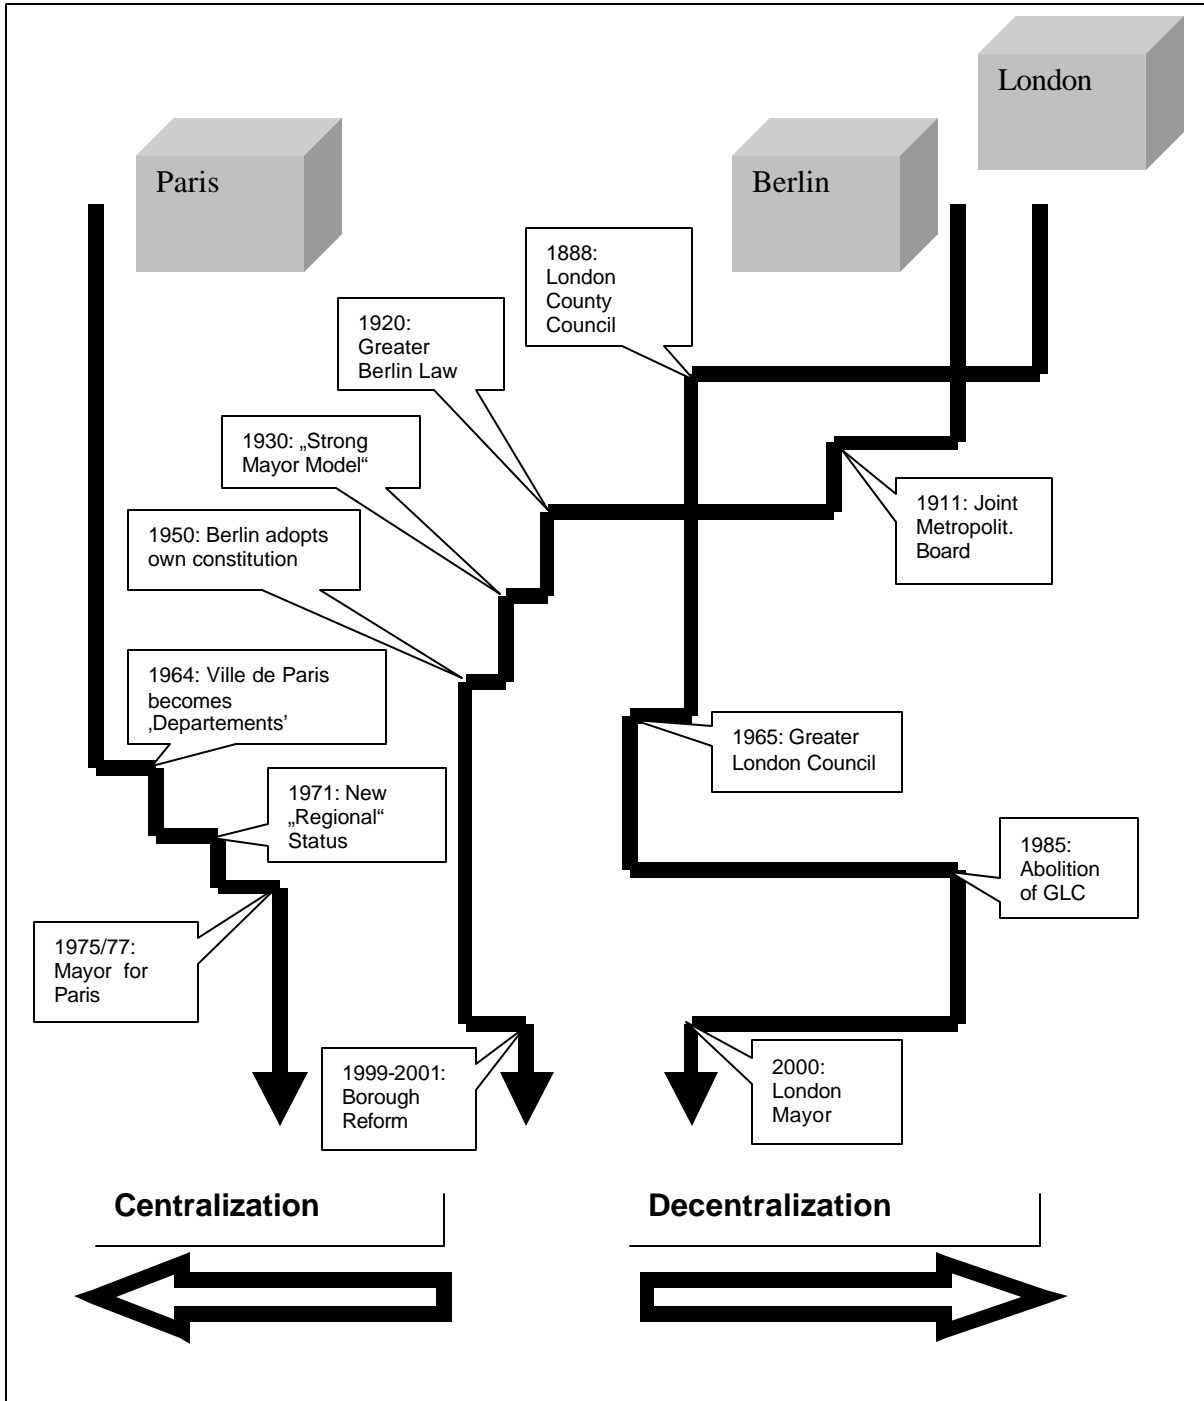 London
Paris
Berlin
1888:
London
County
Council
1920:
Greater
Berlin Law
1930: „Strong
Mayor Model“
1911: Joint
Metropolit.
Board
1950: Berlin adopts
own constitution
1964: Ville de Paris
becomes
‚Departements’
1965: Greater
London Council
1971: New
„Regional“
Status
1985:
Abolition
of GLC
1975/77:
Mayor for
Paris
1999-2001:
Borough
Reform
2000:
London
Mayor
Centralization
Decentralization